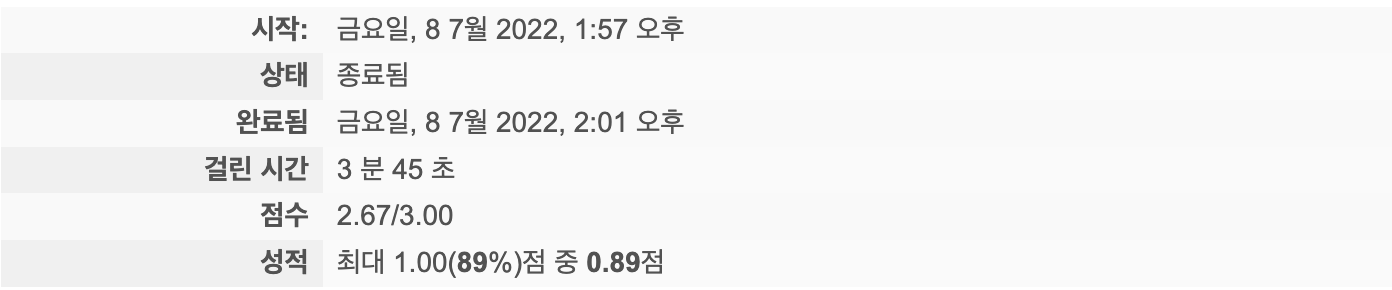 시작: 금요일, 8 7월 2022, 1:57 오후
상태 종료됨
완료됨 금요일, 8 7월 2022, 2:01 오후
걸린 시간 3 분 45 초
점수 2.67/3.00
성적 최대 1.00(89%)점 중 0.89점